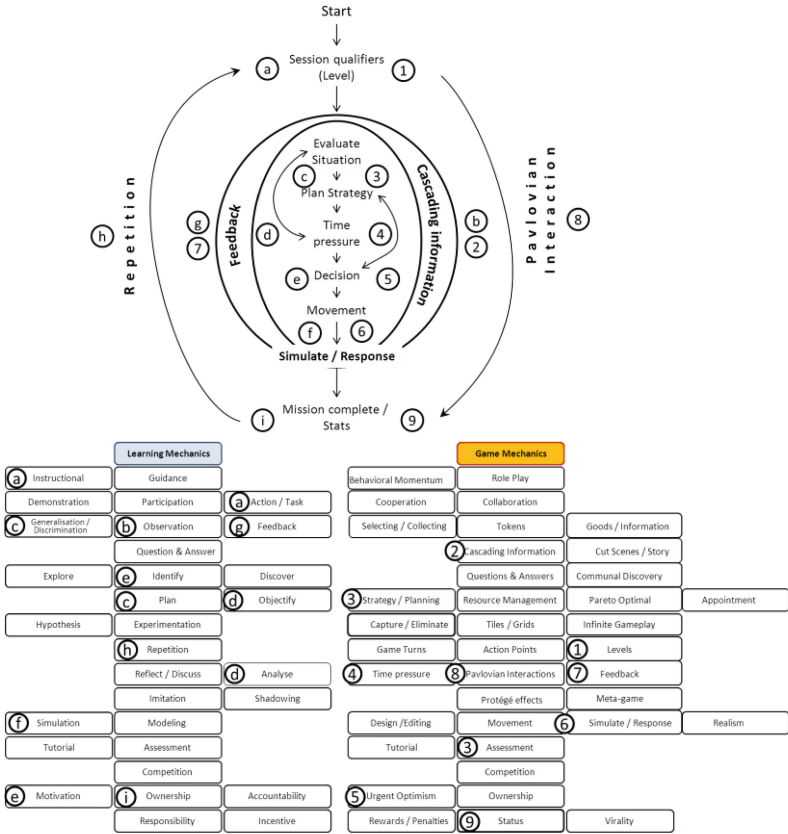 Start
Session qualifiers
(Level)
a
1
Evaluate
Situation
c
3
Plan Strategy
Time
pressure
d
4
e
Decision
5
Movement
f
6
Simulate / Response
Feedback
Cascading information
g
7
b
2
h
Repetition
Pavlovian
Interaction
8
i
Mission complete /
Stats
9
Learning Mechanics
a Instructional
Guidance
Demonstration
Participation
a Action / Task
c Generalisation /
Discrimination
b Observation
g Feedback
Question & Answer
Explore
e Identify
Discover
c Plan
d Objectify
Hypothesis
Experimentation
h Repetition
Reflect / Discuss
d Analyse
Imitation
Shadowing
f Simulation
Modeling
Tutorial
Assessment
Competition
e Motivation
i Ownership
Accountability
Responsibility
Incentive
Game Mechanics
Behavioral Momentum
Role Play
Cooperation
Collaboration
Selecting / Collecting
Tokens
Goods / Information
2 Cascading Information
Cut Scenes / Story
Questions & Answers
Communal Discovery
3 Strategy / Planning
Resource Management
Pareto Optimal
Appointment
Capture / Eliminate
Tiles / Grids
Infinite Gameplay
Game Turns
Action Points
1 Levels
4 Time pressure
8 Pavlovian Interactions
7 Feedback
Protégé effects
Meta-game
Design /Editing
Movement
6 Simulate / Response
Realism
Tutorial
3 Assessment
Competition
5 Urgent Optimism
Ownership
Rewards / Penalties
9 Status
Virality